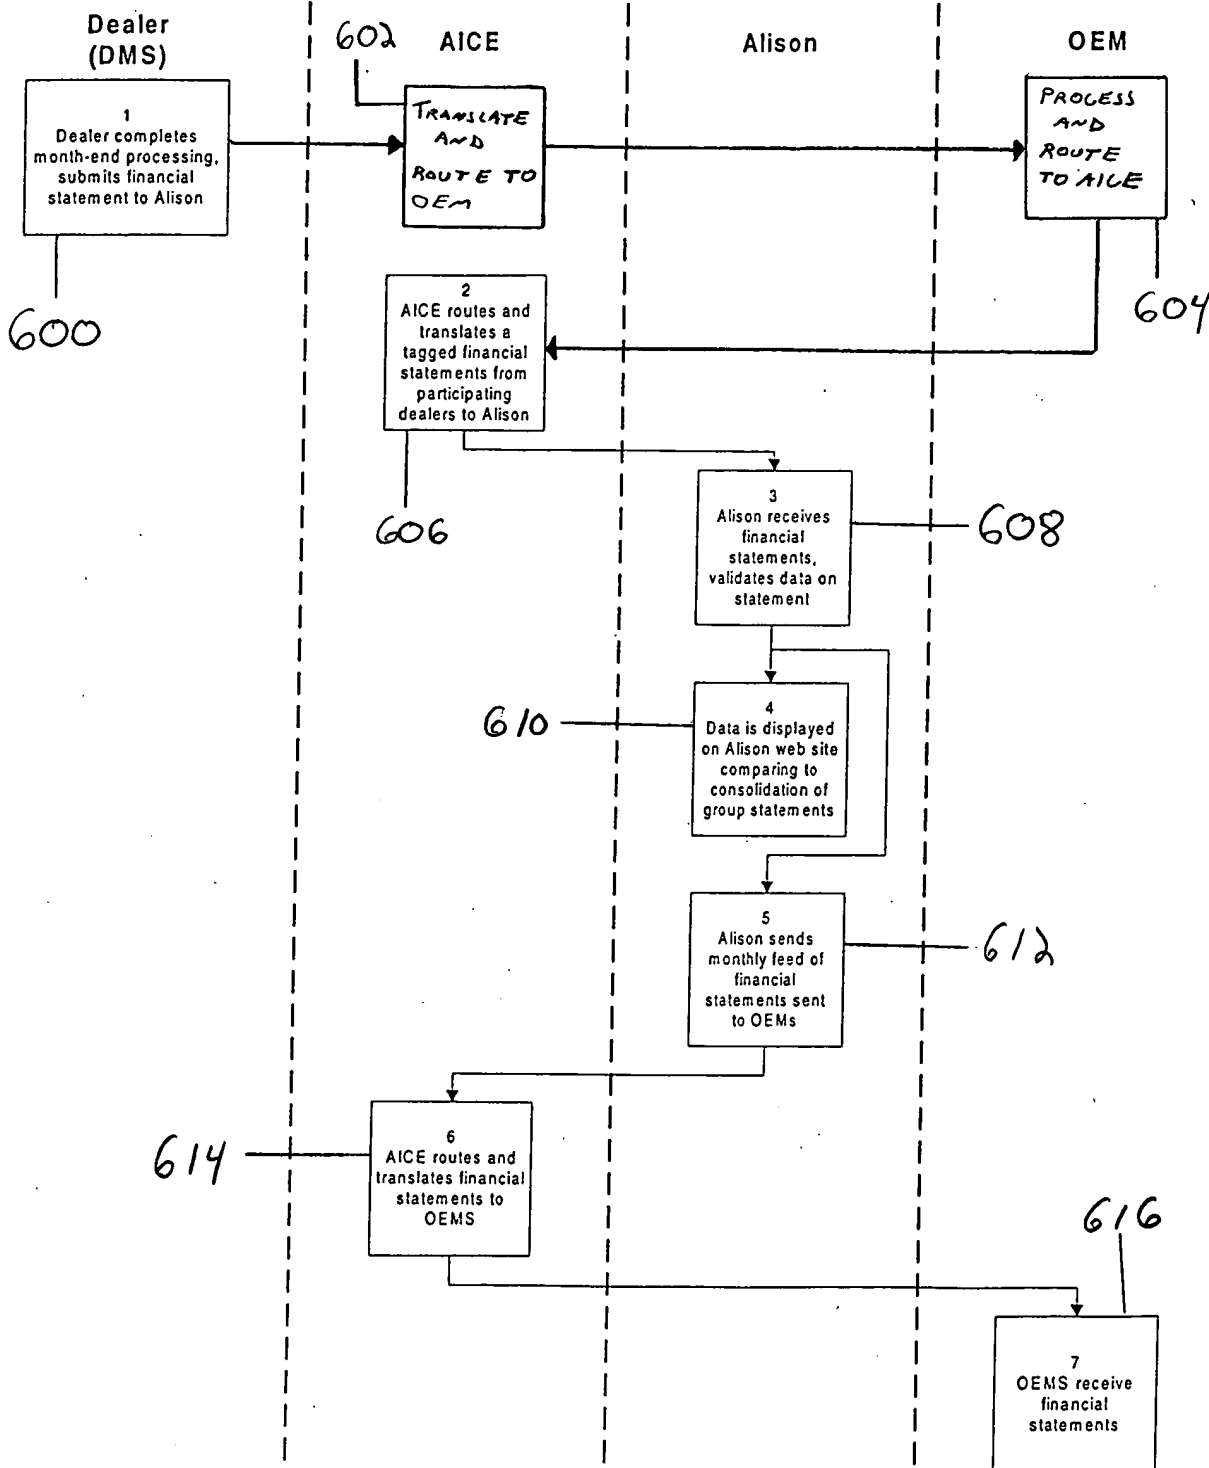 Dealer
(DMS)
602
AICE
Alison
OEM
1
Dealer completes
month-end processing,
submits financial
statement to Alison
TRANSLATE
AND
ROUTE TO
OEM
PROCESS
AND
ROUTE
TO AICE
600
604
2
AICE routes and
translates a
tagged financial
statements from
participating
dealers to Alison
606
3
Alison receives
financial
statements,
validates data on
statement
608
610
4
Data is displayed
on Alison web site
comparing to
consolidation of
group statements
5
Alison sends
monthly feed of
financial
statements sent
to OEMs
612
614
6
AICE routes and
translates financial
statements to
OEMS
616
7
OEMS receive
financial
statements